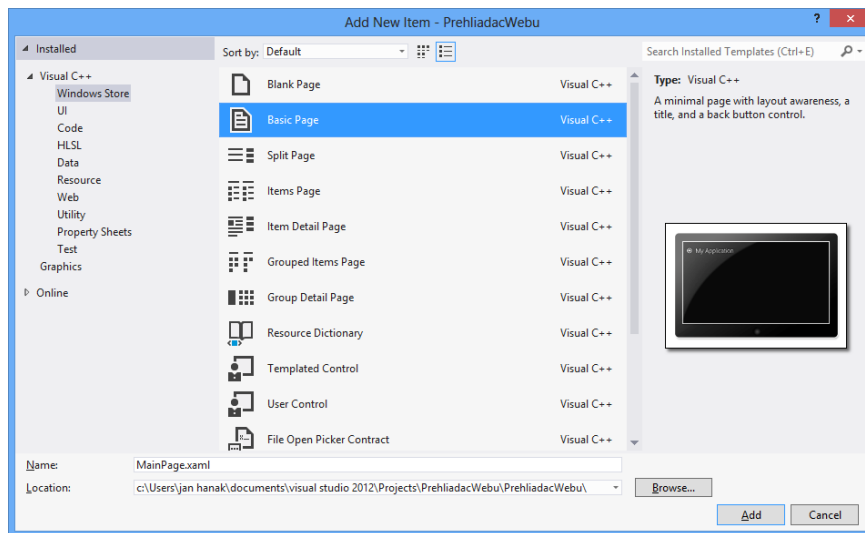 Add New Item - PrehliadacWebu
? ×
Installed
Sort by: Default
Search Installed Templates (Ctrl+E)
Visual C++
Windows Store
UI
Code
HLSL
Data
Resource
Web
Utility
Property Sheets
Test
Graphics
Online
Blank Page Visual C++
Basic Page Visual C++
Split Page Visual C++
Items Page Visual C++
Item Detail Page Visual C++
Grouped Items Page Visual C++
Group Detail Page Visual C++
Resource Dictionary Visual C++
Templated Control Visual C++
User Control Visual C++
File Open Picker Contract Visual C++
Type: Visual C++
A minimal page with layout awareness, a
title, and a back button control.
My Application
Name: MainPage.xaml
Location: c:\Users\jan hanak\documents\visual studio 2012\Projects\PrehliadacWebu\PrehliadacWebu\
Browse...
Add Cancel